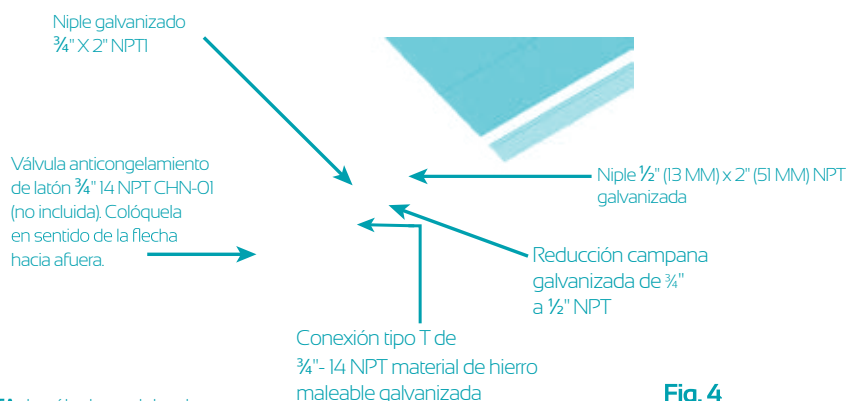 Niple galvanizado
¾" X 2" NPT1
Válvula anticongelamiento
de latón ¾" 14 NPT CHN-01
(no incluida). Colóquela
en sentido de la flecha
hacia afuera.
Niple ½" (13 MM) x 2" (51 MM) NPT
galvanizada
Reducción campana
galvanizada de ¾"
a ½" NPT
Conexión tipo T de
¾"- 14 NPT material de hierro
maleable galvanizada
Fig. 4